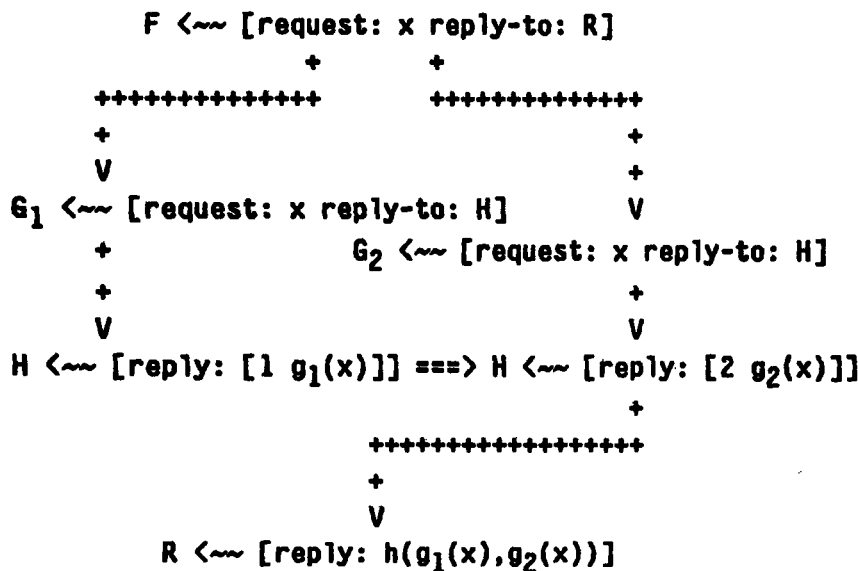 F <~~ [request: x reply-to: R]
+ +
++++++++++++++ ++++++++++++++
+ +
V +
G₁ <~~ [request: x reply-to: H] V
+ G₂ <~~ [request: x reply-to: H]
+ +
V V
H <~~ [reply: [1 g₁(x)]] ===> H <~~ [reply: [2 g₂(x)]]
+
+++++++++++++++++
+
V
R <~~ [reply: h(g₁(x),g₂(x))]